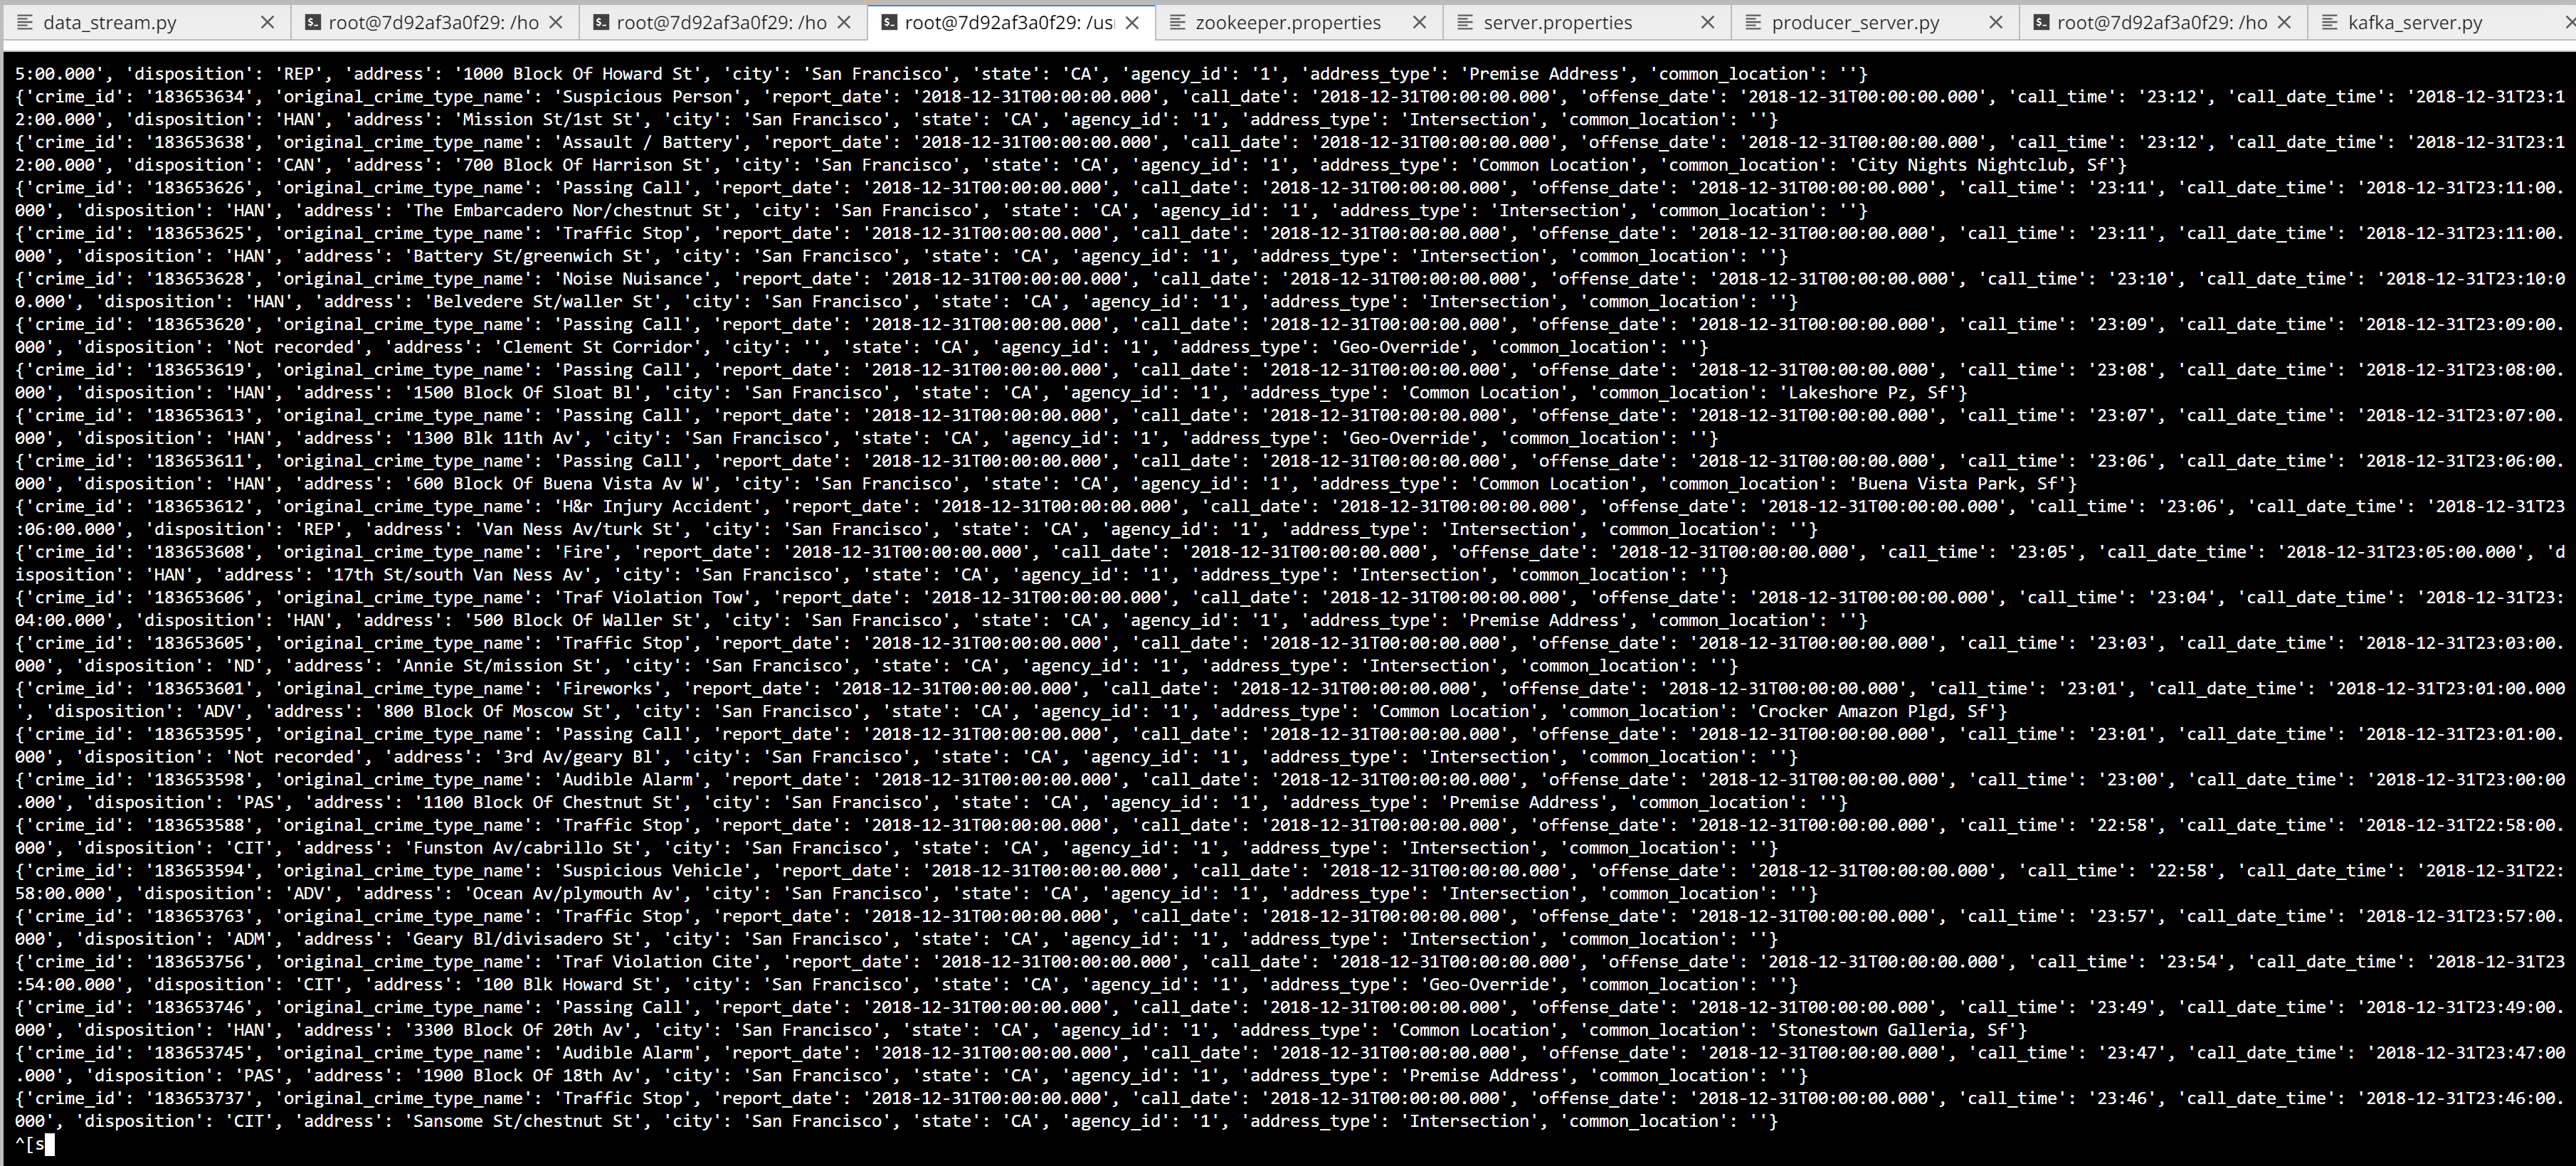 data_stream.py
root@7d92af3a0f29: /ho
root@7d92af3a0f29: /ho
root@7d92af3a0f29: /us
zookeeper.properties
server.properties
producer_server.py
root@7d92af3a0f29: /ho
kafka_server.py
5:00.000', 'disposition': 'REP', 'address': '1000 Block Of Howard St', 'city': 'San Francisco', 'state': 'CA', 'agency_id': '1', 'address_type': 'Premise Address', 'common_location': ''}
{'crime_id': '183653634', 'original_crime_type_name': 'Suspicious Person', 'report_date': '2018-12-31T00:00:00.000', 'call_date': '2018-12-31T00:00:00.000', 'offense_date': '2018-12-31T00:00:00.000', 'call_time': '23:12', 'call_date_time': '2018-12-31T23:1
2:00.000', 'disposition': 'HAN', 'address': 'Mission St/1st St', 'city': 'San Francisco', 'state': 'CA', 'agency_id': '1', 'address_type': 'Intersection', 'common_location': ''}
{'crime_id': '183653638', 'original_crime_type_name': 'Assault / Battery', 'report_date': '2018-12-31T00:00:00.000', 'call_date': '2018-12-31T00:00:00.000', 'offense_date': '2018-12-31T00:00:00.000', 'call_time': '23:12', 'call_date_time': '2018-12-31T23:1
2:00.000', 'disposition': 'CAN', 'address': '700 Block Of Harrison St', 'city': 'San Francisco', 'state': 'CA', 'agency_id': '1', 'address_type': 'Common Location', 'common_location': 'City Nights Nightclub, Sf'}
{'crime_id': '183653626', 'original_crime_type_name': 'Passing Call', 'report_date': '2018-12-31T00:00:00.000', 'call_date': '2018-12-31T00:00:00.000', 'offense_date': '2018-12-31T00:00:00.000', 'call_time': '23:11', 'call_date_time': '2018-12-31T23:11:00.
000', 'disposition': 'HAN', 'address': 'The Embarcadero Nor/chestnut St', 'city': 'San Francisco', 'state': 'CA', 'agency_id': '1', 'address_type': 'Intersection', 'common_location': ''}
{'crime_id': '183653625', 'original_crime_type_name': 'Traffic Stop', 'report_date': '2018-12-31T00:00:00.000', 'call_date': '2018-12-31T00:00:00.000', 'offense_date': '2018-12-31T00:00:00.000', 'call_time': '23:11', 'call_date_time': '2018-12-31T23:11:00.
000', 'disposition': 'HAN', 'address': 'Battery St/greenwich St', 'city': 'San Francisco', 'state': 'CA', 'agency_id': '1', 'address_type': 'Intersection', 'common_location': ''}
{'crime_id': '183653628', 'original_crime_type_name': 'Noise Nuisance', 'report_date': '2018-12-31T00:00:00.000', 'call_date': '2018-12-31T00:00:00.000', 'offense_date': '2018-12-31T00:00:00.000', 'call_time': '23:10', 'call_date_time': '2018-12-31T23:10:0
0.000', 'disposition': 'HAN', 'address': 'Belvedere St/waller St', 'city': 'San Francisco', 'state': 'CA', 'agency_id': '1', 'address_type': 'Intersection', 'common_location': ''}
{'crime_id': '183653620', 'original_crime_type_name': 'Passing Call', 'report_date': '2018-12-31T00:00:00.000', 'call_date': '2018-12-31T00:00:00.000', 'offense_date': '2018-12-31T00:00:00.000', 'call_time': '23:09', 'call_date_time': '2018-12-31T23:09:00.
000', 'disposition': 'Not recorded', 'address': 'Clement St Corridor', 'city': '', 'state': 'CA', 'agency_id': '1', 'address_type': 'Geo-Override', 'common_location': ''}
{'crime_id': '183653619', 'original_crime_type_name': 'Passing Call', 'report_date': '2018-12-31T00:00:00.000', 'call_date': '2018-12-31T00:00:00.000', 'offense_date': '2018-12-31T00:00:00.000', 'call_time': '23:08', 'call_date_time': '2018-12-31T23:08:00.
000', 'disposition': 'HAN', 'address': '1500 Block Of Sloat Bl', 'city': 'San Francisco', 'state': 'CA', 'agency_id': '1', 'address_type': 'Common Location', 'common_location': 'Lakeshore Pz, Sf'}
{'crime_id': '183653613', 'original_crime_type_name': 'Passing Call', 'report_date': '2018-12-31T00:00:00.000', 'call_date': '2018-12-31T00:00:00.000', 'offense_date': '2018-12-31T00:00:00.000', 'call_time': '23:07', 'call_date_time': '2018-12-31T23:07:00.
000', 'disposition': 'HAN', 'address': '1300 Blk 11th Av', 'city': 'San Francisco', 'state': 'CA', 'agency_id': '1', 'address_type': 'Geo-Override', 'common_location': ''}
{'crime_id': '183653611', 'original_crime_type_name': 'Passing Call', 'report_date': '2018-12-31T00:00:00.000', 'call_date': '2018-12-31T00:00:00.000', 'offense_date': '2018-12-31T00:00:00.000', 'call_time': '23:06', 'call_date_time': '2018-12-31T23:06:00.
000', 'disposition': 'HAN', 'address': '600 Block Of Buena Vista Av W', 'city': 'San Francisco', 'state': 'CA', 'agency_id': '1', 'address_type': 'Common Location', 'common_location': 'Buena Vista Park, Sf'}
{'crime_id': '183653612', 'original_crime_type_name': 'H&r Injury Accident', 'report_date': '2018-12-31T00:00:00.000', 'call_date': '2018-12-31T00:00:00.000', 'offense_date': '2018-12-31T00:00:00.000', 'call_time': '23:06', 'call_date_time': '2018-12-31T23
:06:00.000', 'disposition': 'REP', 'address': 'Van Ness Av/turk St', 'city': 'San Francisco', 'state': 'CA', 'agency_id': '1', 'address_type': 'Intersection', 'common_location': ''}
{'crime_id': '183653608', 'original_crime_type_name': 'Fire', 'report_date': '2018-12-31T00:00:00.000', 'call_date': '2018-12-31T00:00:00.000', 'offense_date': '2018-12-31T00:00:00.000', 'call_time': '23:05', 'call_date_time': '2018-12-31T23:05:00.000', 'd
isposition': 'HAN', 'address': '17th St/south Van Ness Av', 'city': 'San Francisco', 'state': 'CA', 'agency_id': '1', 'address_type': 'Intersection', 'common_location': ''}
{'crime_id': '183653606', 'original_crime_type_name': 'Traf Violation Tow', 'report_date': '2018-12-31T00:00:00.000', 'call_date': '2018-12-31T00:00:00.000', 'offense_date': '2018-12-31T00:00:00.000', 'call_time': '23:04', 'call_date_time': '2018-12-31T23:
04:00.000', 'disposition': 'HAN', 'address': '500 Block Of Waller St', 'city': 'San Francisco', 'state': 'CA', 'agency_id': '1', 'address_type': 'Premise Address', 'common_location': ''}
{'crime_id': '183653605', 'original_crime_type_name': 'Traffic Stop', 'report_date': '2018-12-31T00:00:00.000', 'call_date': '2018-12-31T00:00:00.000', 'offense_date': '2018-12-31T00:00:00.000', 'call_time': '23:03', 'call_date_time': '2018-12-31T23:03:00.
000', 'disposition': 'ND', 'address': 'Annie St/mission St', 'city': 'San Francisco', 'state': 'CA', 'agency_id': '1', 'address_type': 'Intersection', 'common_location': ''}
{'crime_id': '183653601', 'original_crime_type_name': 'Fireworks', 'report_date': '2018-12-31T00:00:00.000', 'call_date': '2018-12-31T00:00:00.000', 'offense_date': '2018-12-31T00:00:00.000', 'call_time': '23:01', 'call_date_time': '2018-12-31T23:01:00.000
', 'disposition': 'ADV', 'address': '800 Block Of Moscow St', 'city': 'San Francisco', 'state': 'CA', 'agency_id': '1', 'address_type': 'Common Location', 'common_location': 'Crocker Amazon Plgd, Sf'}
{'crime_id': '183653595', 'original_crime_type_name': 'Passing Call', 'report_date': '2018-12-31T00:00:00.000', 'call_date': '2018-12-31T00:00:00.000', 'offense_date': '2018-12-31T00:00:00.000', 'call_time': '23:01', 'call_date_time': '2018-12-31T23:01:00.
000', 'disposition': 'Not recorded', 'address': '3rd Av/geary Bl', 'city': 'San Francisco', 'state': 'CA', 'agency_id': '1', 'address_type': 'Intersection', 'common_location': ''}
{'crime_id': '183653598', 'original_crime_type_name': 'Audible Alarm', 'report_date': '2018-12-31T00:00:00.000', 'call_date': '2018-12-31T00:00:00.000', 'offense_date': '2018-12-31T00:00:00.000', 'call_time': '23:00', 'call_date_time': '2018-12-31T23:00:00
.000', 'disposition': 'PAS', 'address': '1100 Block Of Chestnut St', 'city': 'San Francisco', 'state': 'CA', 'agency_id': '1', 'address_type': 'Premise Address', 'common_location': ''}
{'crime_id': '183653588', 'original_crime_type_name': 'Traffic Stop', 'report_date': '2018-12-31T00:00:00.000', 'call_date': '2018-12-31T00:00:00.000', 'offense_date': '2018-12-31T00:00:00.000', 'call_time': '22:58', 'call_date_time': '2018-12-31T22:58:00.
000', 'disposition': 'CIT', 'address': 'Funston Av/cabrillo St', 'city': 'San Francisco', 'state': 'CA', 'agency_id': '1', 'address_type': 'Intersection', 'common_location': ''}
{'crime_id': '183653594', 'original_crime_type_name': 'Suspicious Vehicle', 'report_date': '2018-12-31T00:00:00.000', 'call_date': '2018-12-31T00:00:00.000', 'offense_date': '2018-12-31T00:00:00.000', 'call_time': '22:58', 'call_date_time': '2018-12-31T22:
58:00.000', 'disposition': 'ADV', 'address': 'Ocean Av/plymouth Av', 'city': 'San Francisco', 'state': 'CA', 'agency_id': '1', 'address_type': 'Intersection', 'common_location': ''}
{'crime_id': '183653763', 'original_crime_type_name': 'Traffic Stop', 'report_date': '2018-12-31T00:00:00.000', 'call_date': '2018-12-31T00:00:00.000', 'offense_date': '2018-12-31T00:00:00.000', 'call_time': '23:57', 'call_date_time': '2018-12-31T23:57:00.
000', 'disposition': 'ADM', 'address': 'Geary Bl/divisadero St', 'city': 'San Francisco', 'state': 'CA', 'agency_id': '1', 'address_type': 'Intersection', 'common_location': ''}
{'crime_id': '183653756', 'original_crime_type_name': 'Traf Violation Cite', 'report_date': '2018-12-31T00:00:00.000', 'call_date': '2018-12-31T00:00:00.000', 'offense_date': '2018-12-31T00:00:00.000', 'call_time': '23:54', 'call_date_time': '2018-12-31T23
:54:00.000', 'disposition': 'CIT', 'address': '100 Blk Howard St', 'city': 'San Francisco', 'state': 'CA', 'agency_id': '1', 'address_type': 'Geo-Override', 'common_location': ''}
{'crime_id': '183653746', 'original_crime_type_name': 'Passing Call', 'report_date': '2018-12-31T00:00:00.000', 'call_date': '2018-12-31T00:00:00.000', 'offense_date': '2018-12-31T00:00:00.000', 'call_time': '23:49', 'call_date_time': '2018-12-31T23:49:00.
000', 'disposition': 'HAN', 'address': '3300 Block Of 20th Av', 'city': 'San Francisco', 'state': 'CA', 'agency_id': '1', 'address_type': 'Common Location', 'common_location': 'Stonestown Galleria, Sf'}
{'crime_id': '183653745', 'original_crime_type_name': 'Audible Alarm', 'report_date': '2018-12-31T00:00:00.000', 'call_date': '2018-12-31T00:00:00.000', 'offense_date': '2018-12-31T00:00:00.000', 'call_time': '23:47', 'call_date_time': '2018-12-31T23:47:00
.000', 'disposition': 'PAS', 'address': '1900 Block Of 18th Av', 'city': 'San Francisco', 'state': 'CA', 'agency_id': '1', 'address_type': 'Premise Address', 'common_location': ''}
{'crime_id': '183653737', 'original_crime_type_name': 'Traffic Stop', 'report_date': '2018-12-31T00:00:00.000', 'call_date': '2018-12-31T00:00:00.000', 'offense_date': '2018-12-31T00:00:00.000', 'call_time': '23:46', 'call_date_time': '2018-12-31T23:46:00.
000', 'disposition': 'CIT', 'address': 'Sansome St/chestnut St', 'city': 'San Francisco', 'state': 'CA', 'agency_id': '1', 'address_type': 'Intersection', 'common_location': ''}
^[s